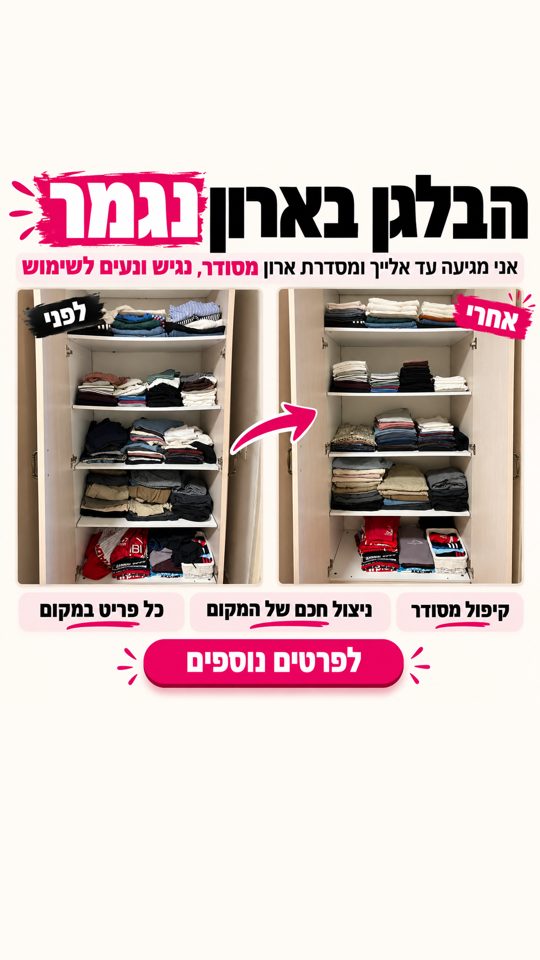 הבלגן בארון נגמר
אני מגיעה עד אלייך ומסדרת ארון מסודר, נגיש ונעים לשימוש
לפני
אחרי
קיפול מסודר
ניצול חכם של המקום
כל פריט במקום
לפרטים נוספים